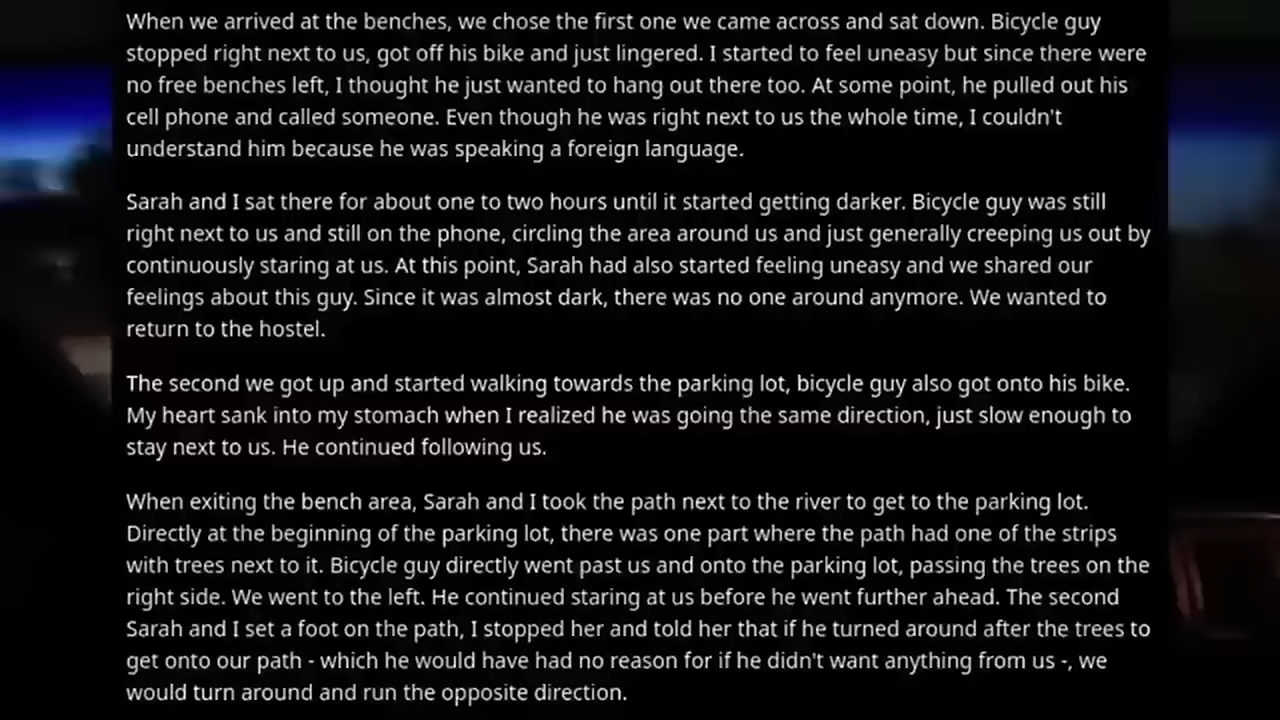 When we arrived at the benches, we chose the first one we came across and sat down. Bicycle guy
stopped right next to us, got off his bike and just lingered. I started to feel uneasy but since there were
no free benches left, I thought he just wanted to hang out there too. At some point, he pulled out his
cell phone and called someone. Even though he was right next to us the whole time, I couldn't
understand him because he was speaking a foreign language.
Sarah and I sat there for about one to two hours until it started getting darker. Bicycle guy was still
right next to us and still on the phone, circling the area around us and just generally creeping us out by
continuously staring at us. At this point, Sarah had also started feeling uneasy and we shared our
feelings about this guy. Since it was almost dark, there was no one around anymore. We wanted to
return to the hostel.
The second we got up and started walking towards the parking lot, bicycle guy also got onto his bike.
My heart sank into my stomach when I realized he was going the same direction, just slow enough to
stay next to us. He continued following us.
When exiting the bench area, Sarah and I took the path next to the river to get to the parking lot.
Directly at the beginning of the parking lot, there was one part where the path had one of the strips
with trees next to it. Bicycle guy directly went past us and onto the parking lot, passing the trees on the
right side. We went to the left. He continued staring at us before he went further ahead. The second
Sarah and I set a foot on the path, I stopped her and told her that if he turned around after the trees to
get onto our path - which he would have had no reason for if he didn't want anything from us -, we
would turn around and run the opposite direction.